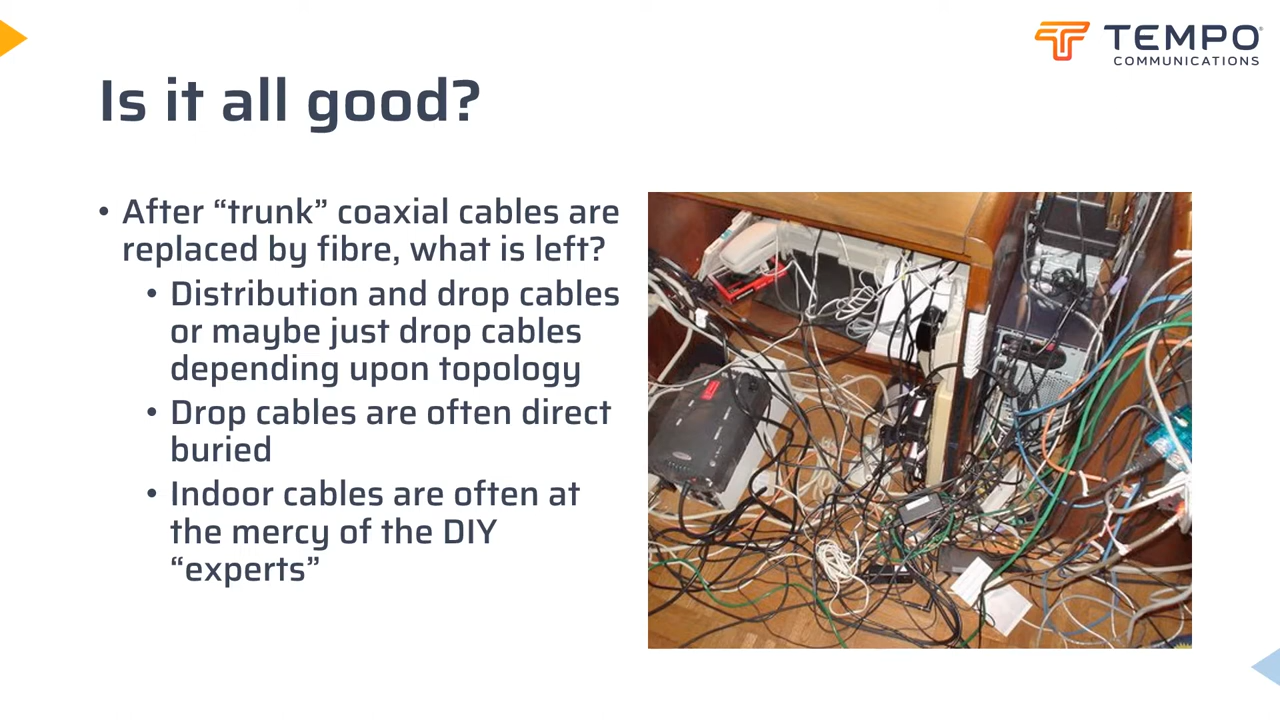 TEMPO
COMMUNICATIONS
Is it all good?
• After “trunk” coaxial cables are
replaced by fibre, what is left?
• Distribution and drop cables
or maybe just drop cables
depending upon topology
• Drop cables are often direct
buried
• Indoor cables are often at
the mercy of the DIY
“experts”